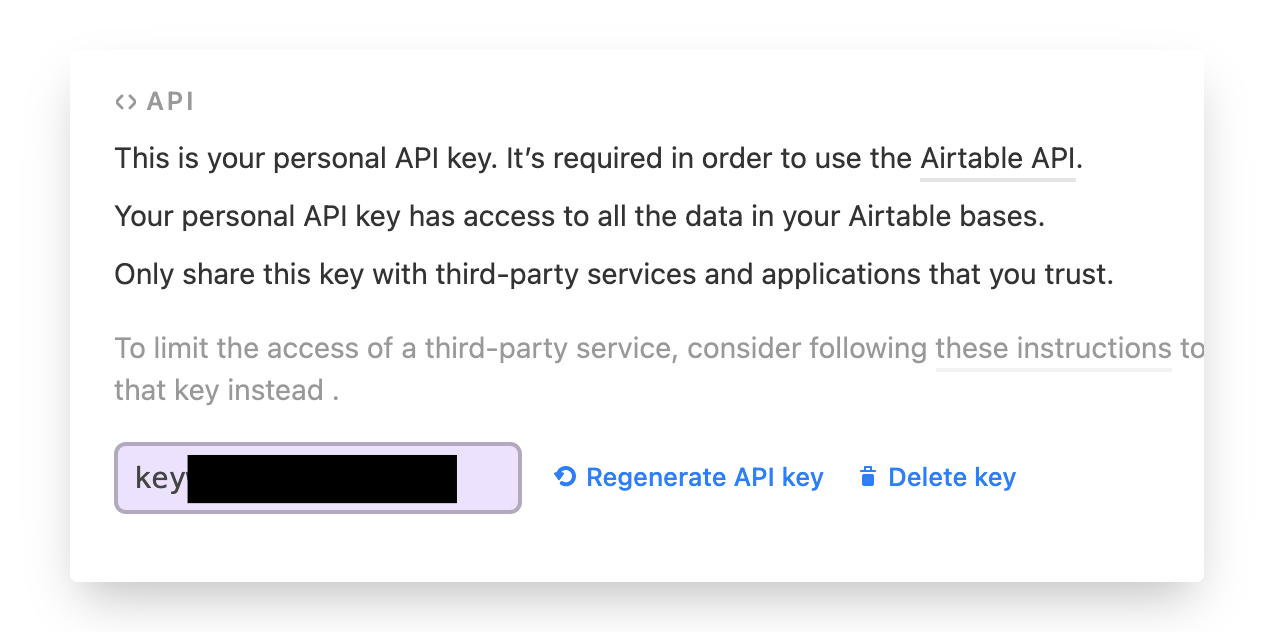 <> API
This is your personal API key. It’s required in order to use the Airtable API.
Your personal API key has access to all the data in your Airtable bases.
Only share this key with third-party services and applications that you trust.
To limit the access of a third-party service, consider following these instructions to
that key instead .
key
Regenerate API key
Delete key